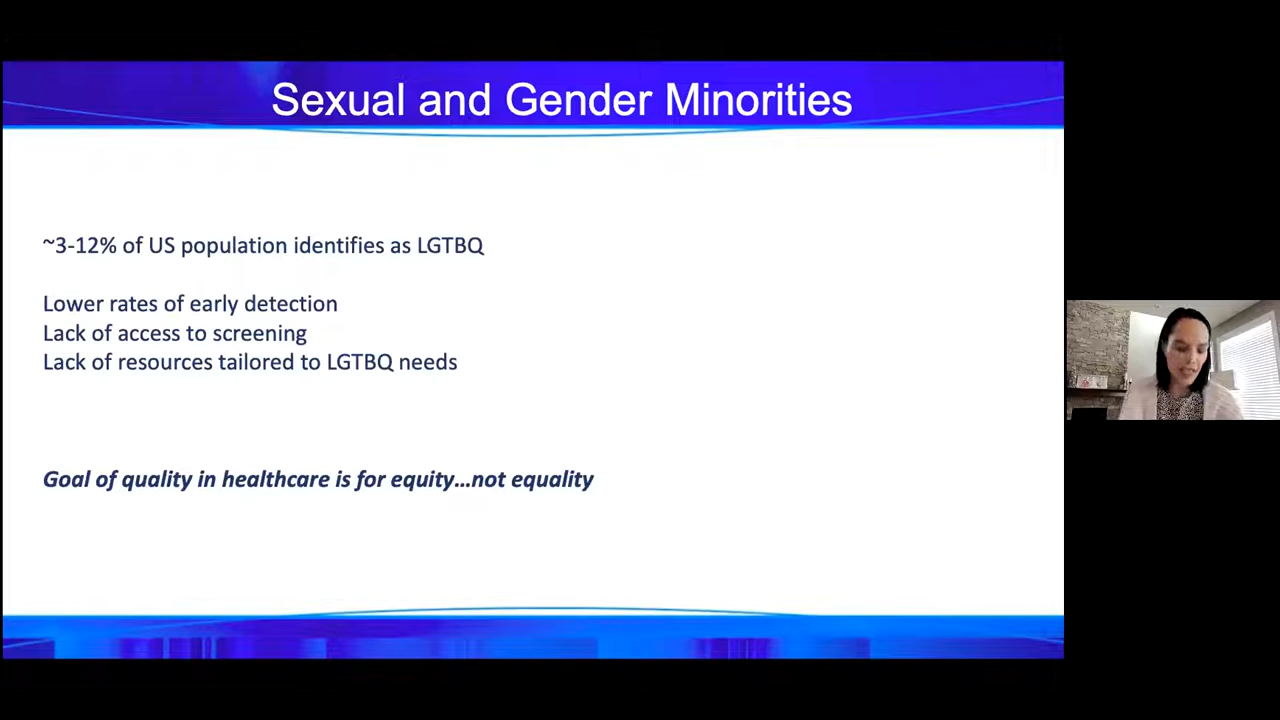 Sexual and Gender Minorities
~3-12% of US population identifies as LGTBQ
Lower rates of early detection
Lack of access to screening
Lack of resources tailored to LGTBQ needs
Goal of quality in healthcare is for equity...not equality